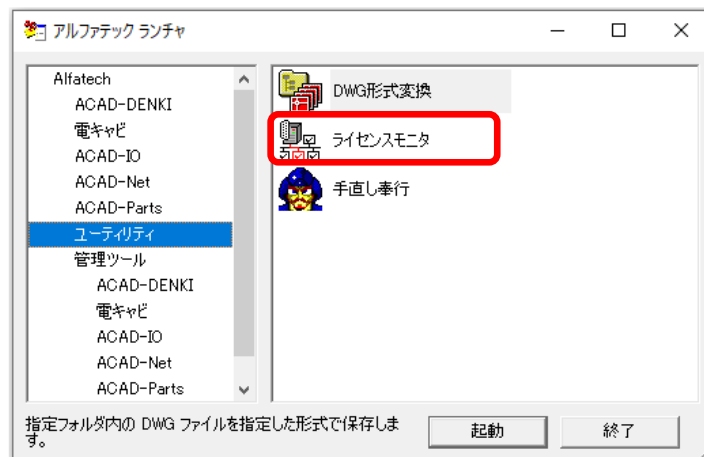 アルファテック ランチャ
Alfatech
ACAD-DENKI
電キャビ
ACAD-IO
ACAD-Net
ACAD-Parts
ユーティリティ
管理ツール
ACAD-DENKI
電キャビ
ACAD-IO
ACAD-Net
ACAD-Parts
DWG形式変換
ライセンスモニタ
手直し奉行
指定フォルダ内の DWG ファイルを指定した形式で保存しま
す。
起動
終了